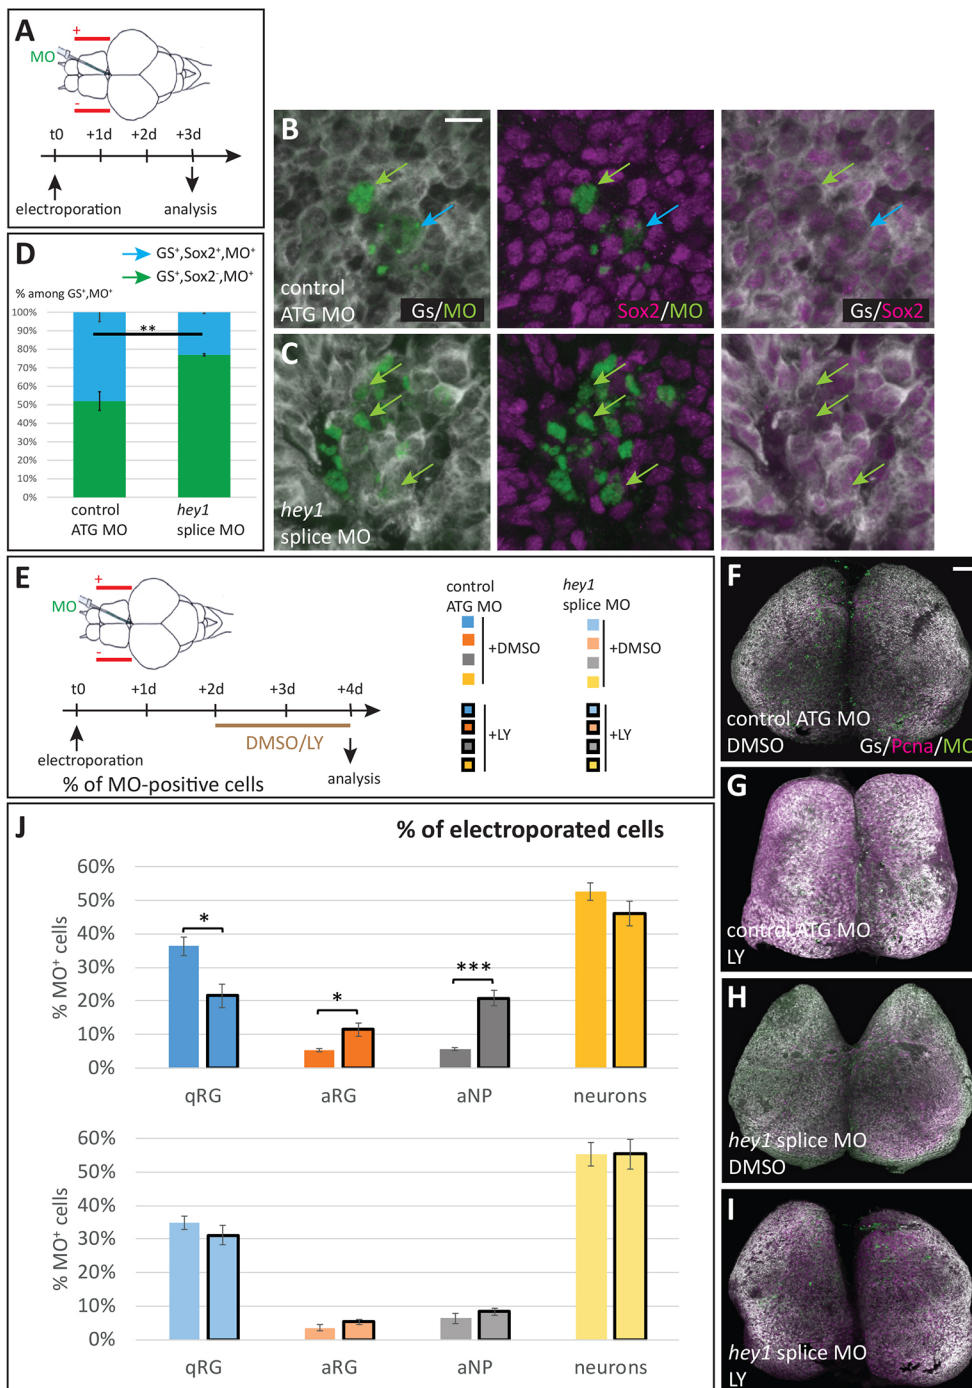 A
+
MO
-
t0 +1d +2d +3d
electroporation analysis
B
control
ATG MO
Gs/MO
Sox2/MO
Gs/Sox2
C
hey1
splice MO
D
GS⁺,Sox2⁺,MO⁺
GS⁺,Sox2⁻,MO⁺
% among GS⁺,MO⁺
100%
90%
80%
70%
60%
50%
40%
30%
20%
10%
0%
**
control
ATG MO
hey1
splice MO
E
+
MO
-
t0 +1d +2d +3d +4d
DMSO/LY
electroporation
analysis
% of MO-positive cells
control
ATG MO
+DMSO
+LY
hey1
splice MO
+DMSO
+LY
F
control ATG MO
DMSO
Gs/Pcna/MO
G
control ATG MO
LY
H
hey1 splice MO
DMSO
I
hey1 splice MO
LY
J
% of electroporated cells
% MO⁺ cells
60%
50%
40%
30%
20%
10%
0%
*
*
***
qRG aRG aNP neurons
% MO⁺ cells
60%
50%
40%
30%
20%
10%
0%
qRG aRG aNP neurons